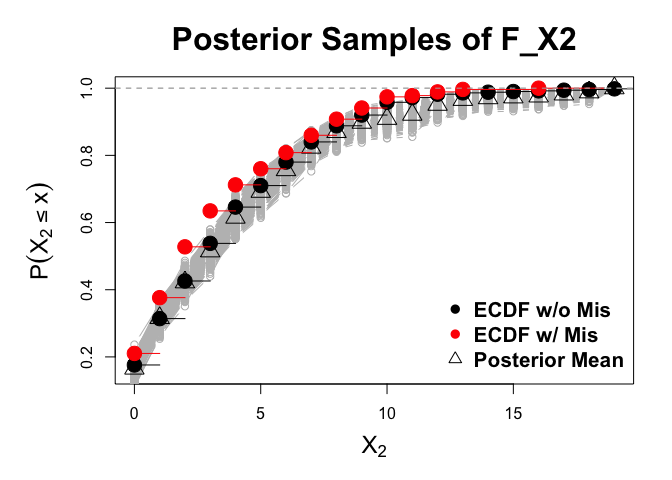 Posterior Samples of F_X2
P(X₂ ≤ x)
1.0
0.8
0.6
0.4
0.2
ECDF w/o Mis
ECDF w/ Mis
Posterior Mean
0 5 10 15
X₂